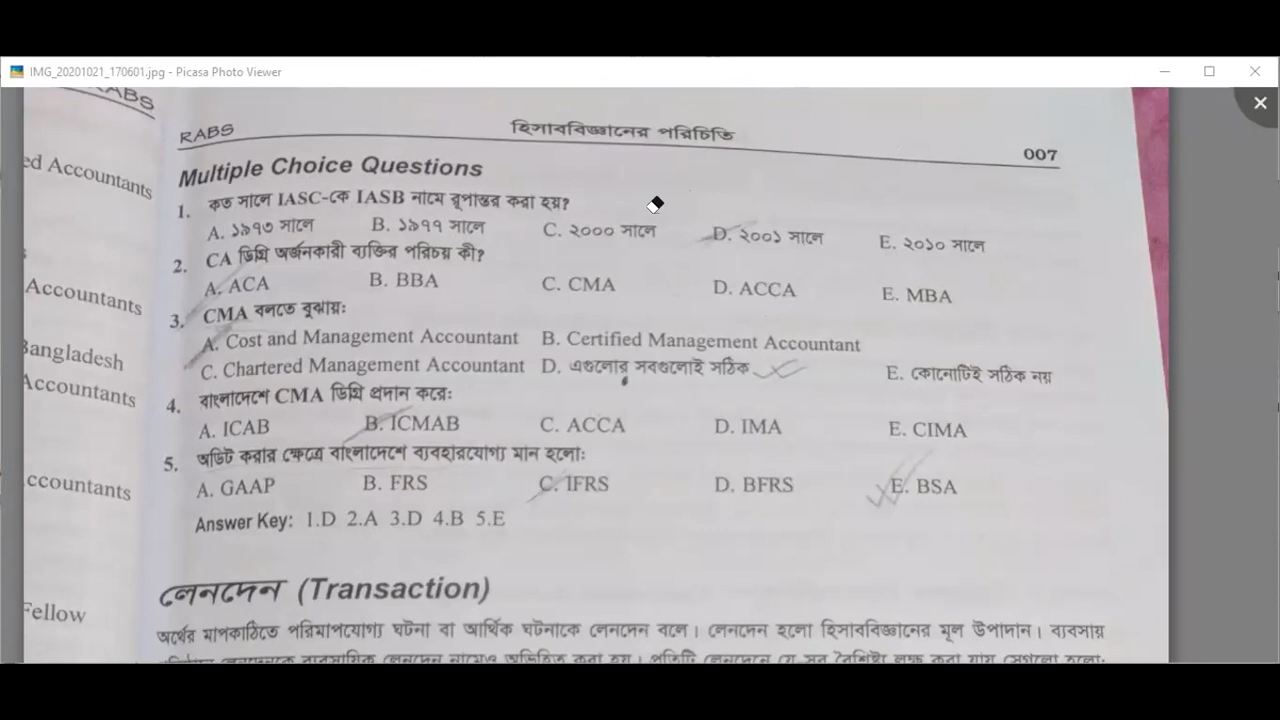 IMG_20201021_170601.jpg - Picasa Photo Viewer
RABS
ed Accountants
Accountants
Bangladesh
Accountants
ccountants
Fellow
RABS হিসাববিজ্ঞানের পরিচিতি 007
Multiple Choice Questions
1. কত সালে IASC-কে IASB নামে রূপান্তর করা হয়?
A. ১৯৭৩ সালে B. ১৯৭৭ সালে C. ২০০০ সালে D. ২০০১ সালে E. ২০১০ সালে
2. CA ডিগ্রি অর্জনকারী ব্যক্তির পরিচয় কী?
A. ACA B. BBA C. CMA D. ACCA E. MBA
3. CMA বলতে বুঝায়:
A. Cost and Management Accountant B. Certified Management Accountant
C. Chartered Management Accountant D. এগুলোর সবগুলোই সঠিক E. কোনোটিই সঠিক নয়
4. বাংলাদেশে CMA ডিগ্রি প্রদান করে:
A. ICAB B. ICMAB C. ACCA D. IMA E. CIMA
5. অডিট করার ক্ষেত্রে বাংলাদেশে ব্যবহারযোগ্য মান হলো:
A. GAAP B. FRS C. IFRS D. BFRS E. BSA
Answer Key: 1.D 2.A 3.D 4.B 5.E
লেনদেন (Transaction)
অর্থের মাপকাঠিতে পরিমাপযোগ্য ঘটনা বা আর্থিক ঘটনাকে লেনদেন বলে। লেনদেন হলো হিসাববিজ্ঞানের মূল উপাদান। ব্যবসায়